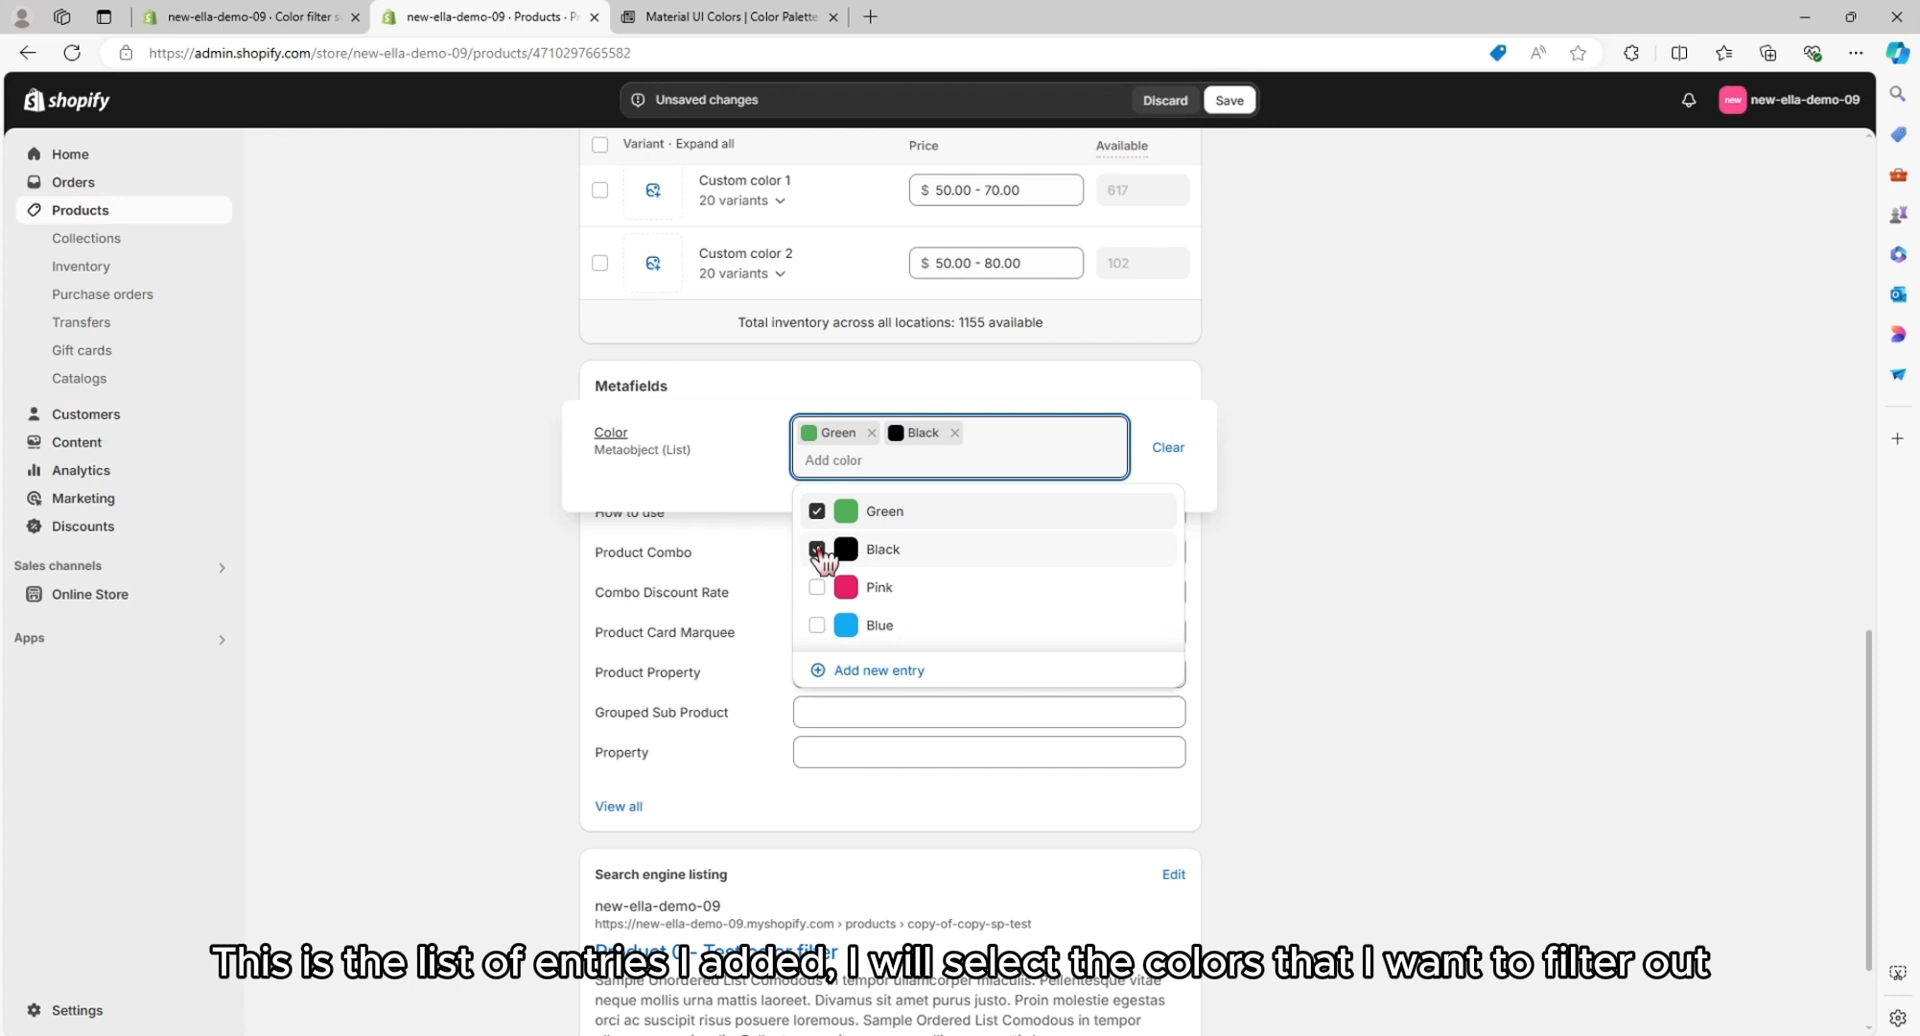 new-ella-demo-09 · Color filter s
new-ella-demo-09 · Products · P
Material UI Colors | Color Palette
https://admin.shopify.com/store/new-ella-demo-09/products/4710297665582
shopify
Unsaved changes
Discard
Save
new
new-ella-demo-09
Home
Orders
Products
Collections
Inventory
Purchase orders
Transfers
Gift cards
Catalogs
Customers
Content
Analytics
Marketing
Discounts
Sales channels
Online Store
Apps
Settings
Variant · Expand all
Price
Available
Custom color 1
20 variants
$ 50.00 - 70.00
617
Custom color 2
20 variants
$ 50.00 - 80.00
102
Total inventory across all locations: 1155 available
Metafields
Color
Metaobject (List)
Green
Black
Add color
Clear
Green
Black
Pink
Blue
Add new entry
How to use
Product Combo
Combo Discount Rate
Product Card Marquee
Product Property
Grouped Sub Product
Property
View all
Search engine listing
Edit
new-ella-demo-09
https://new-ella-demo-09.myshopify.com › products › copy-of-copy-sp-test
Product 0 - Test color filter
This is the list of entries I added, I will select the colors that I want to filter out
Sample Unordered List Comodous in tempor ullamcorper miaculis. Pellentesque vitae
neque mollis urna mattis laoreet. Divamus sit amet purus justo. Proin molestie egestas
orci ac suscipit risus posuere loremous. Sample Ordered List Comodous in tempor